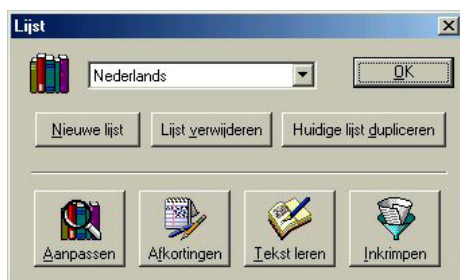 Lijst
Nederlands
OK
Nieuwe lijst
Lijst verwijderen
Huidige lijst dupliceren
Aanpassen
Afkortingen
Tekst leren
Inkrimpen